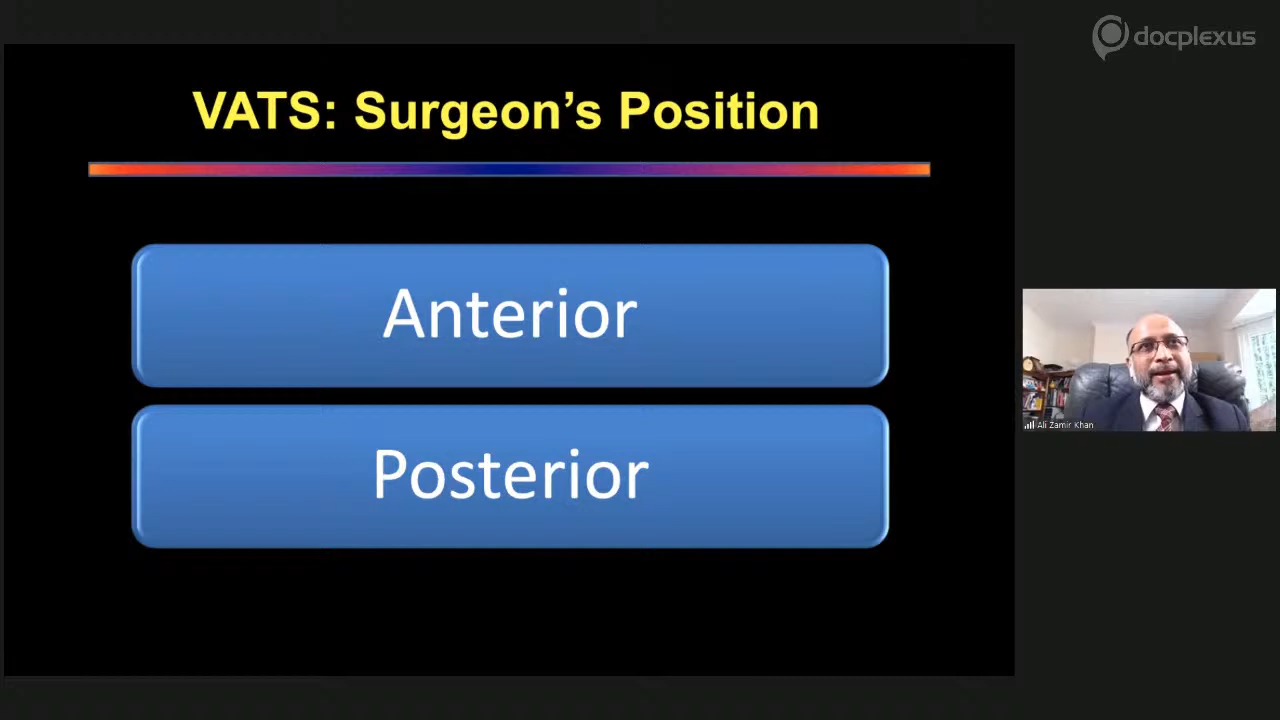 docplexus
VATS: Surgeon’s Position
Anterior
Posterior
Ali Zamir Khan